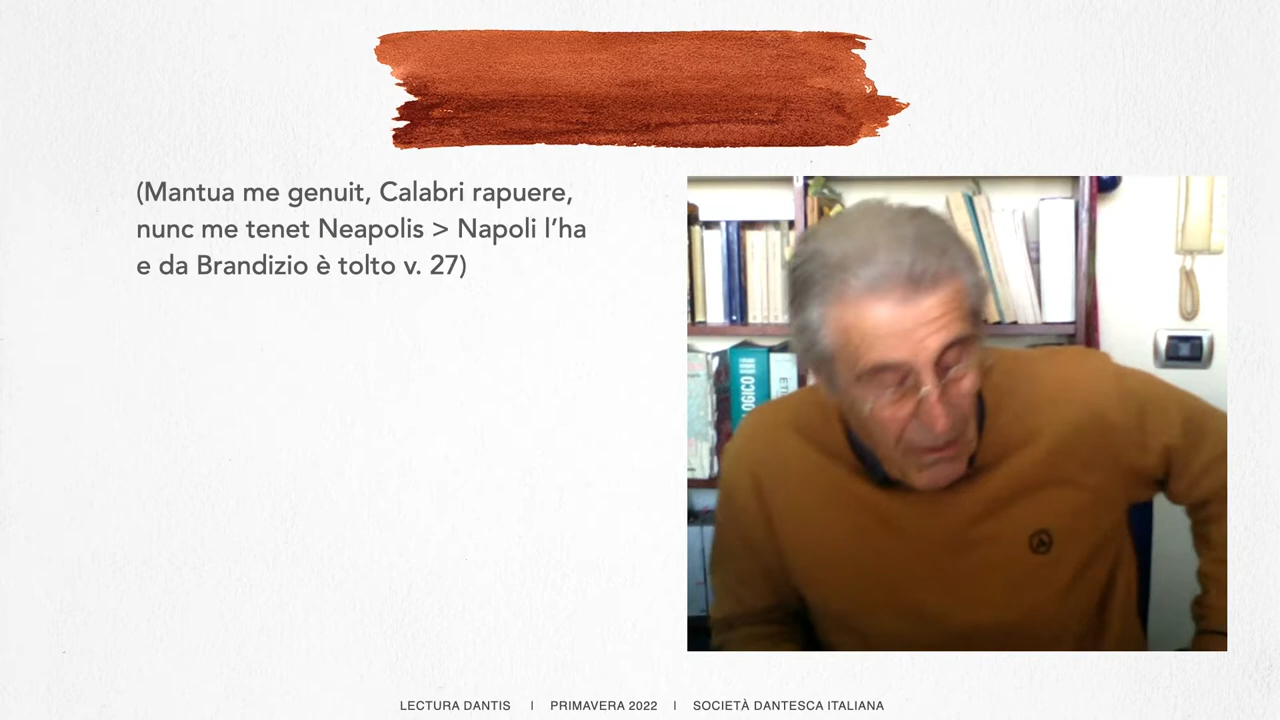 (Mantua me genuit, Calabri rapuere,
nunc me tenet Neapolis > Napoli l’ha
e da Brandizio è tolto v. 27)
LOGICO
LECTURA DANTIS | PRIMAVERA 2022 | SOCIETÀ DANTESCA ITALIANA